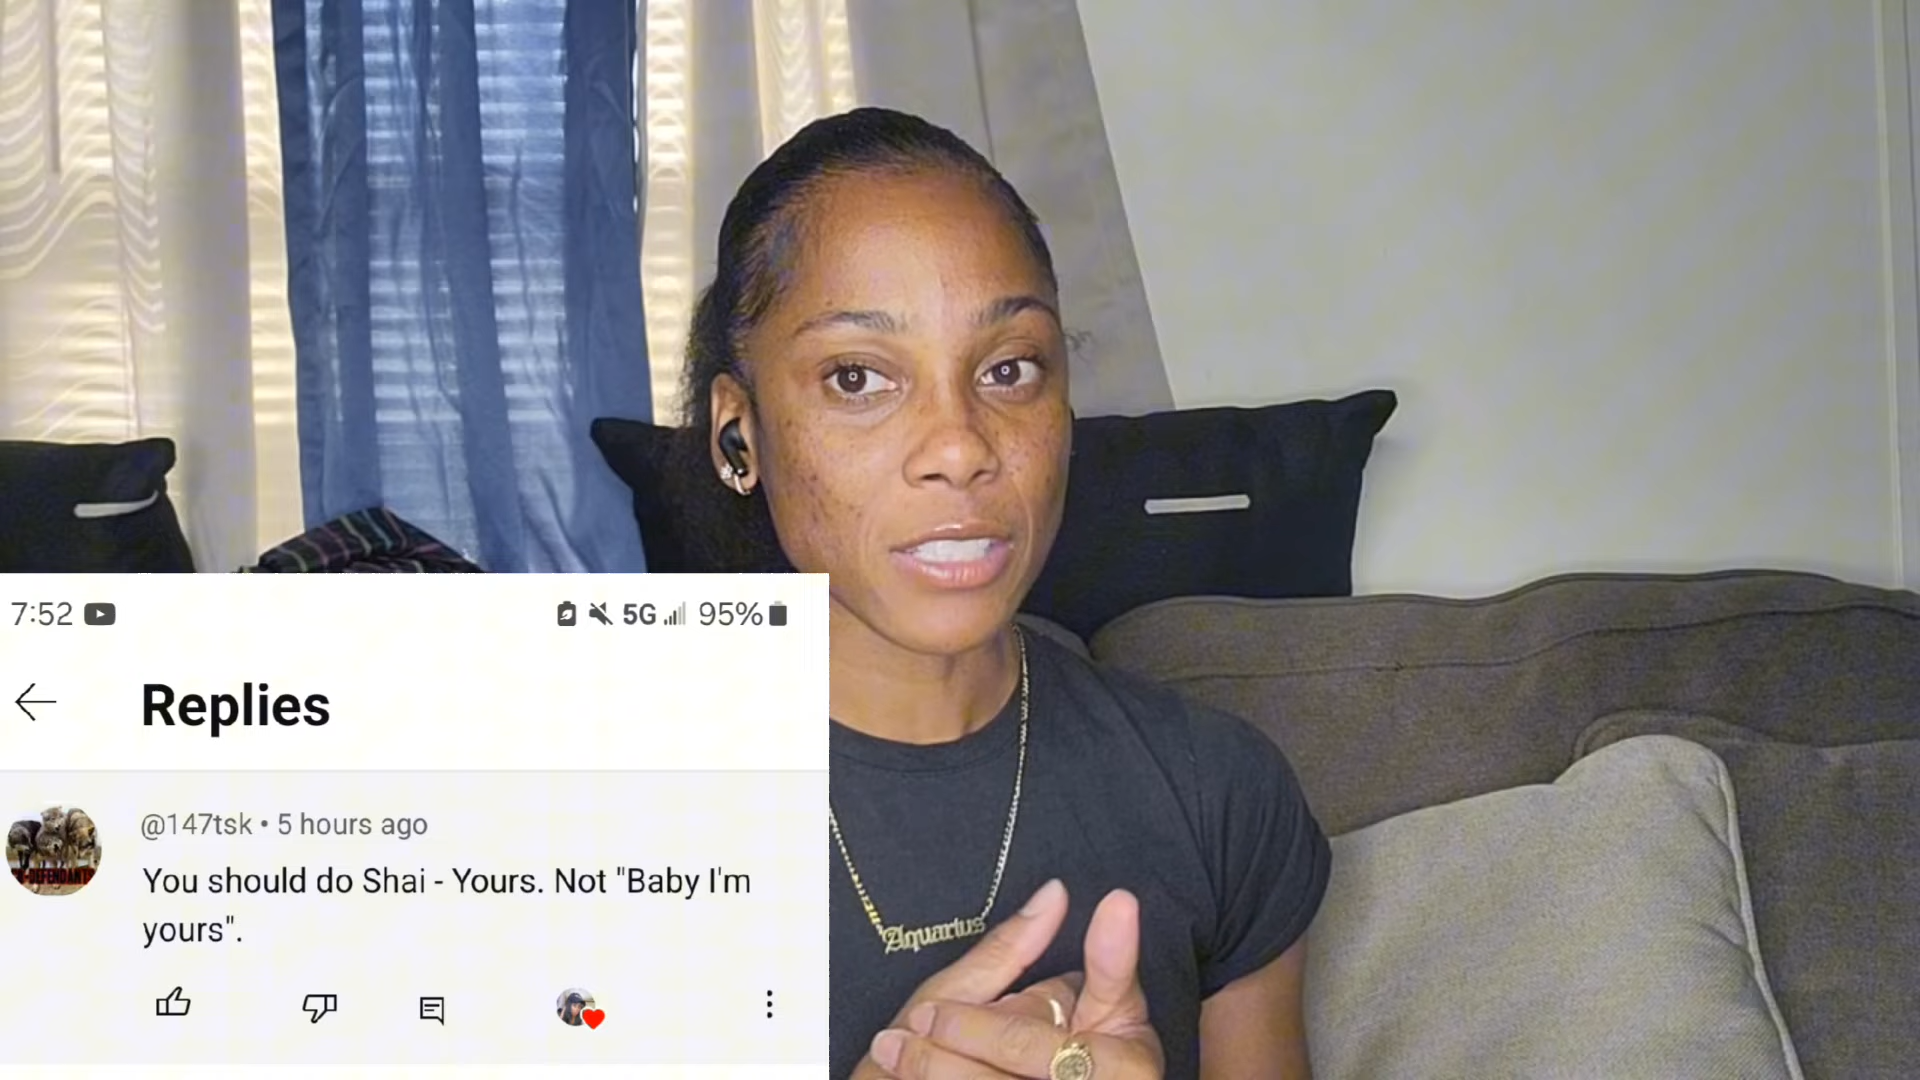 7:52 5G 95%
Replies
@147tsk • 5 hours ago
You should do Shai - Yours. Not "Baby I'm
yours".
Aquarius